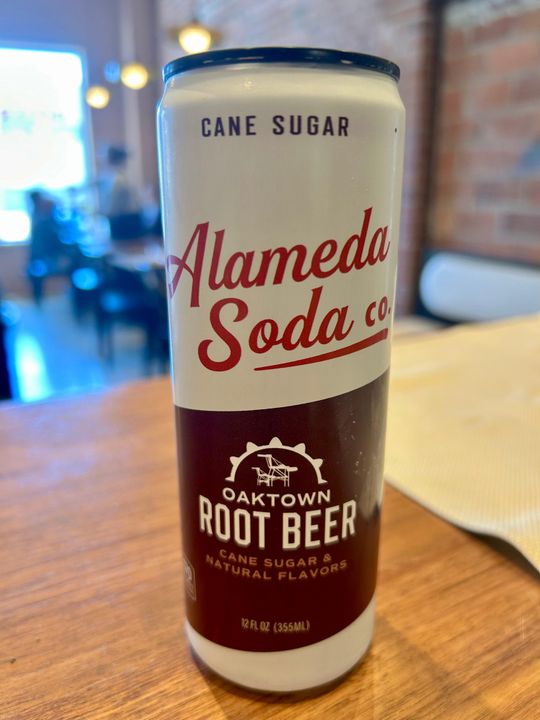 CANE SUGAR
Alameda
Soda CO.
OAKTOWN
ROOT BEER
CANE SUGAR &
NATURAL FLAVORS
12 FL OZ (355ML)